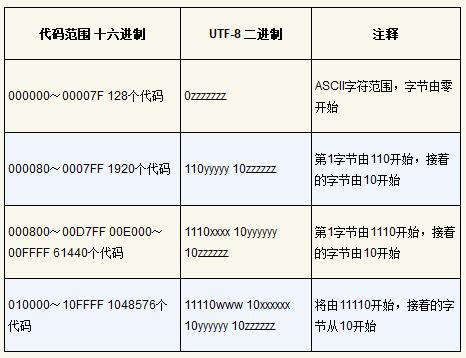 代码范围 十六进制
UTF-8 二进制
注释
000000～00007F 128个代码
0zzzzzzz
ASCII字符范围，字节由零
开始
000080～0007FF 1920个代码
110yyyyy 10zzzzzz
第1字节由110开始，接着
的字节由10开始
000800～00D7FF 00E000～
00FFFF 61440个代码
1110xxxx 10yyyyyy
10zzzzzz
第1字节由1110开始，接着
的字节由10开始
010000～10FFFF 1048576个
代码
11110www 10xxxxxx
10yyyyyy 10zzzzzz
将由11110开始，接着的字
节从10开始